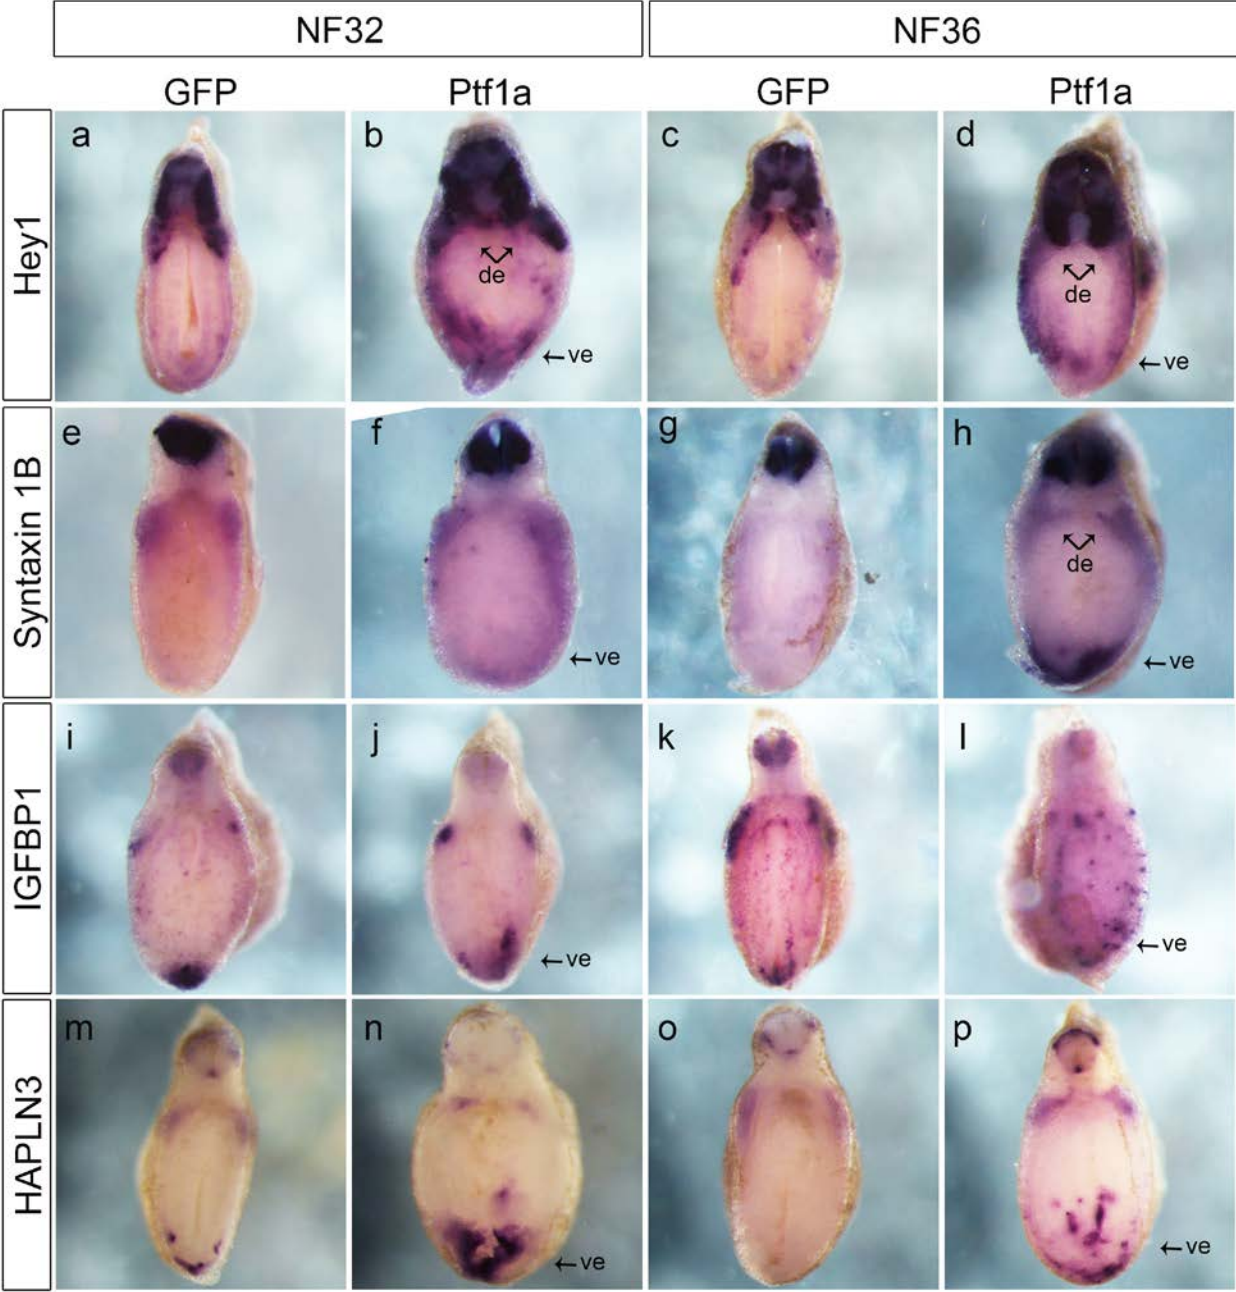 NF32 NF36
GFP Ptf1a GFP Ptf1a
Hey1
a b c d
de de
ve ve
Syntaxin 1B
e f g h
de
ve ve
IGFBP1
i j k l
ve ve
HAPLN3
m n o p
ve ve